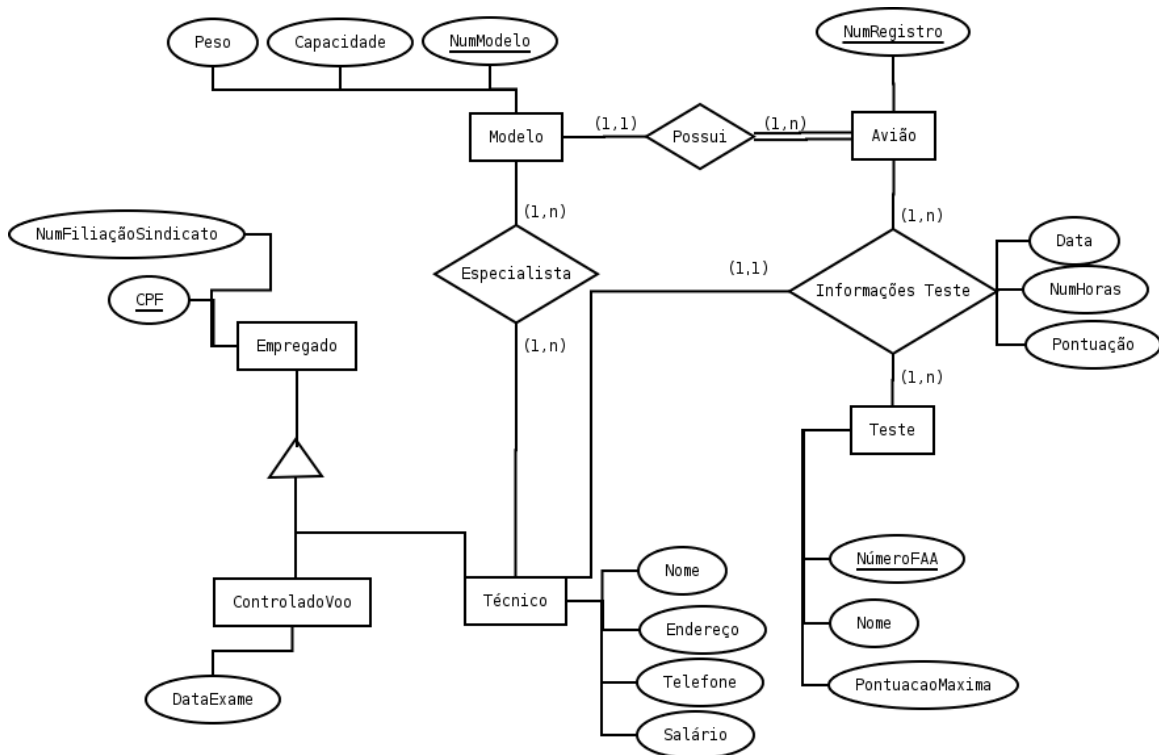 Peso
Capacidade
NumModelo
NumRegistro
Modelo
(1,1)
Possui
(1,n)
Avião
(1,n)
(1,n)
NumFiliaçãoSindicato
Data
Especialista
(1,1)
Informações Teste
NumHoras
CPF
Empregado
(1,n)
Pontuação
(1,n)
Teste
NúmeroFAA
Nome
ControladoVoo
Técnico
Nome
Endereço
Telefone
PontuacaoMaxima
DataExame
Salário